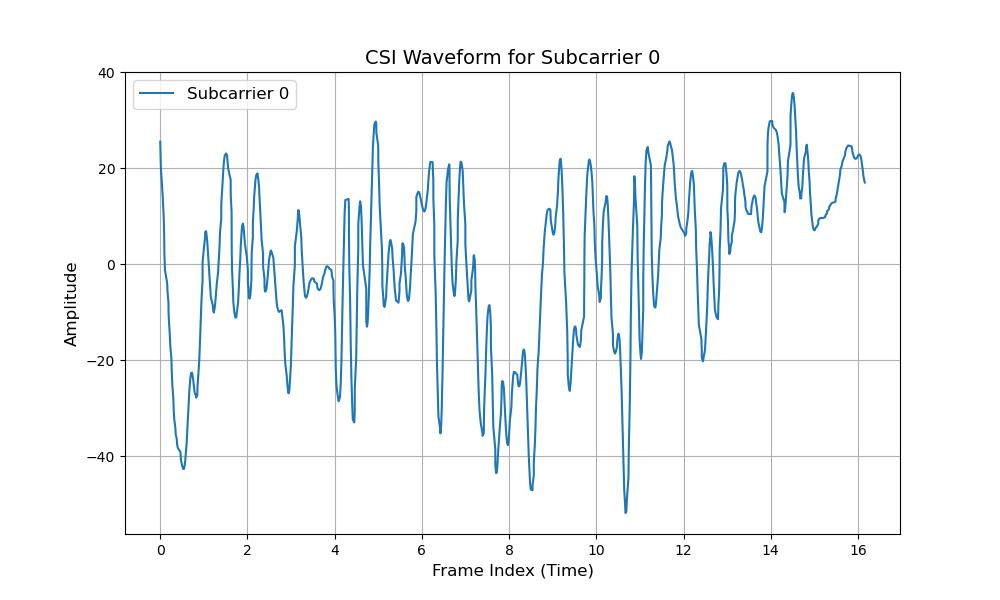 CSI Waveform for Subcarrier 0
Subcarrier 0
40
20
0
−20
−40
Amplitude
0 2 4 6 8 10 12 14 16
Frame Index (Time)